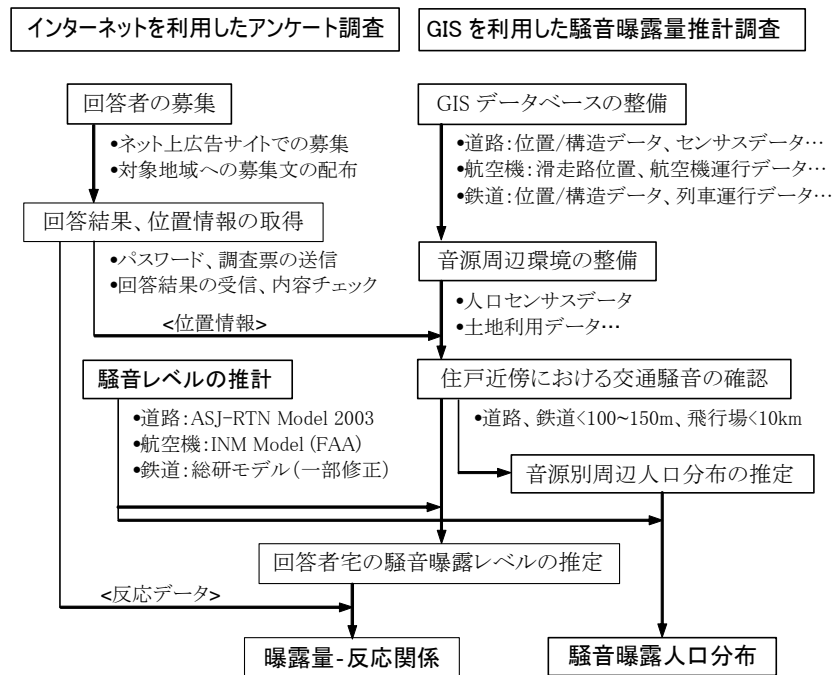 インターネットを利用したアンケート調査
GIS を利用した騒音曝露量推計調査
回答者の募集
•ネット上広告サイトでの募集
•対象地域への募集文の配布
回答結果、位置情報の取得
•パスワード、調査票の送信
•回答結果の受信、内容チェック
<位置情報>
GIS データベースの整備
•道路：位置/構造データ、センサスデータ…
•航空機：滑走路位置、航空機運行データ…
•鉄道：位置/構造データ、列車運行データ…
音源周辺環境の整備
•人口センサスデータ
•土地利用データ…
騒音レベルの推計
•道路：ASJ-RTN Model 2003
•航空機：INM Model (FAA)
•鉄道：総研モデル（一部修正）
住戸近傍における交通騒音の確認
•道路、鉄道<100~150m、飛行場<10km
音源別周辺人口分布の推定
回答者宅の騒音曝露レベルの推定
<反応データ>
曝露量-反応関係
騒音曝露人口分布